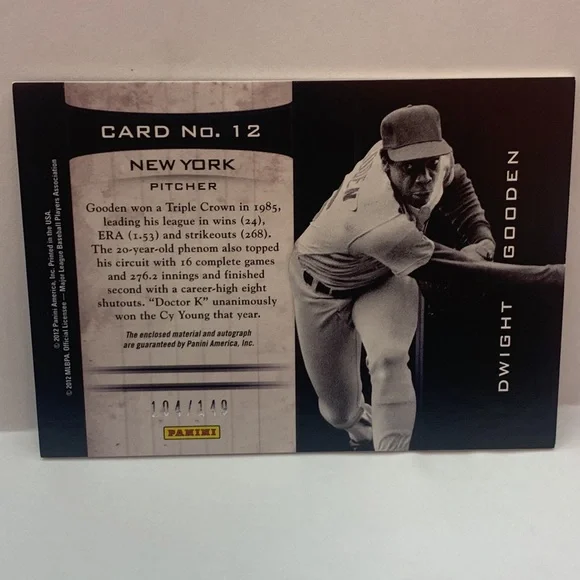 CARD No. 12
NEW YORK
PITCHER
Gooden won a Triple Crown in 1985,
leading his league in wins (24),
ERA (1.53) and strikeouts (268).
The 20-year-old phenom also topped
his circuit with 16 complete games
and 276.2 innings and finished
second with a career-high eight
shutouts. “Doctor K” unanimously
won the Cy Young that year.
The enclosed material and autograph
are guaranteed by Panini America, Inc.
104/149
PANINI
© 2012 Panini America, Inc. Printed in the USA.
© 2012 MLBPA. Official Licensee — Major League Baseball Players Association
DWIGHT GOODEN